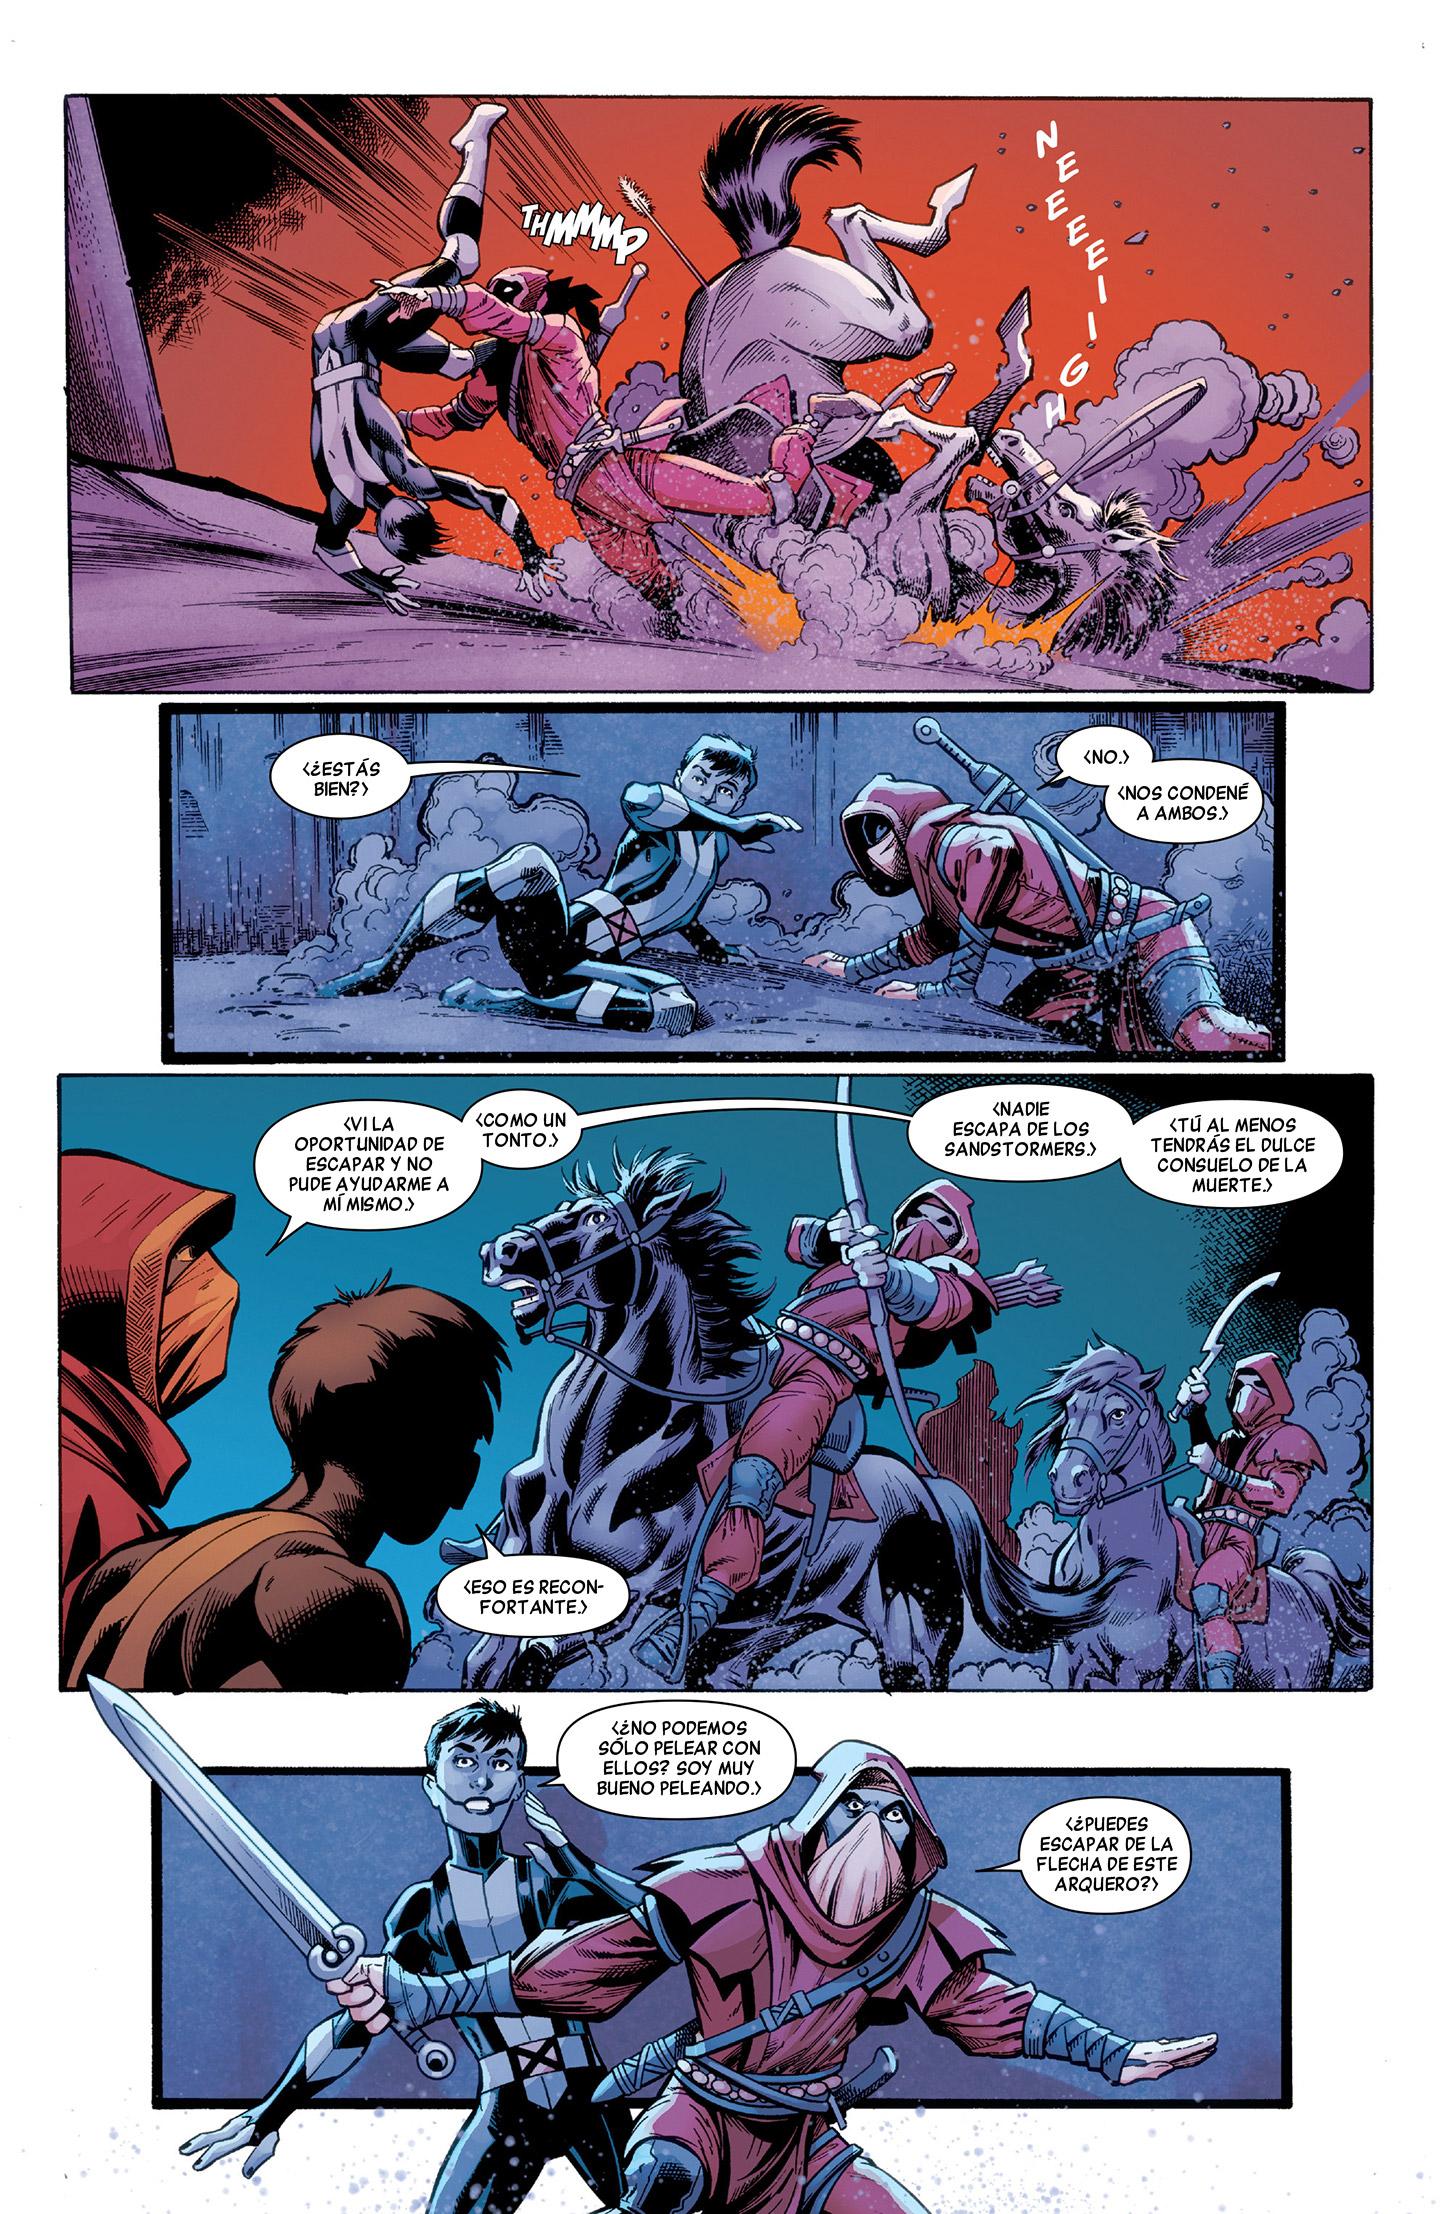 THMMMMP
NEEEEIIGH
<¿ESTÁS
BIEN?>
<NO.>
<NOS CONDENÉ
A AMBOS.>
<VI LA
OPORTUNIDAD DE
ESCAPAR Y NO
PUDE AYUDARME A
MÍ MISMO.>
<COMO UN
TONTO.>
<NADIE
ESCAPA DE LOS
SANDSTORMERS.>
<TÚ AL MENOS
TENDRÁS EL DULCE
CONSUELO DE LA
MUERTE.>
<ESO ES RECON-
FORTANTE.>
<¿NO PODEMOS
SÓLO PELEAR CON
ELLOS? SOY MUY
BUENO PELEANDO.>
<¿PUEDES
ESCAPAR DE LA
FLECHA DE ESTE
ARQUERO?>